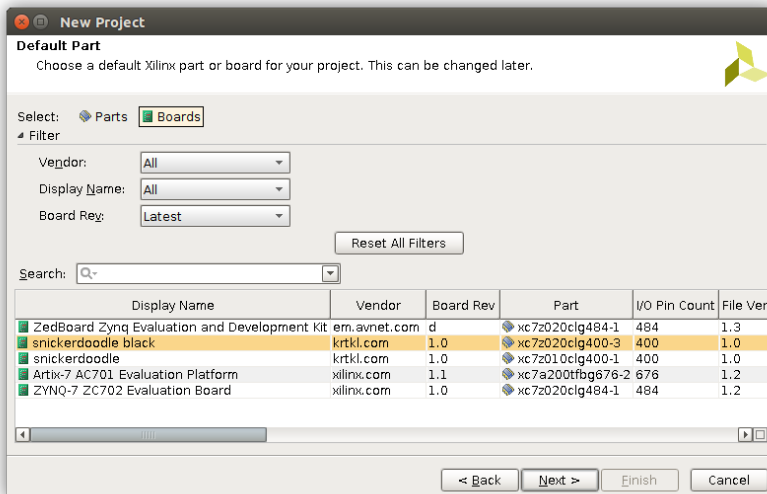 New Project
Default Part
Choose a default Xilinx part or board for your project. This can be changed later.
Select: Parts Boards
Filter
Vendor: All
Display Name: All
Board Rev: Latest
Reset All Filters
Search:
Display Name Vendor Board Rev Part I/O Pin Count File Ver
ZedBoard Zynq Evaluation and Development Kit em.avnet.com d xc7z020clg484-1 484 1.3
snickerdoodle black krtkl.com 1.0 xc7z020clg400-3 400 1.0
snickerdoodle krtkl.com 1.0 xc7z010clg400-1 400 1.0
Artix-7 AC701 Evaluation Platform xilinx.com 1.1 xc7a200tfbg676-2 676 1.2
ZYNQ-7 ZC702 Evaluation Board xilinx.com 1.0 xc7z020clg484-1 484 1.2
< Back Next > Finish Cancel